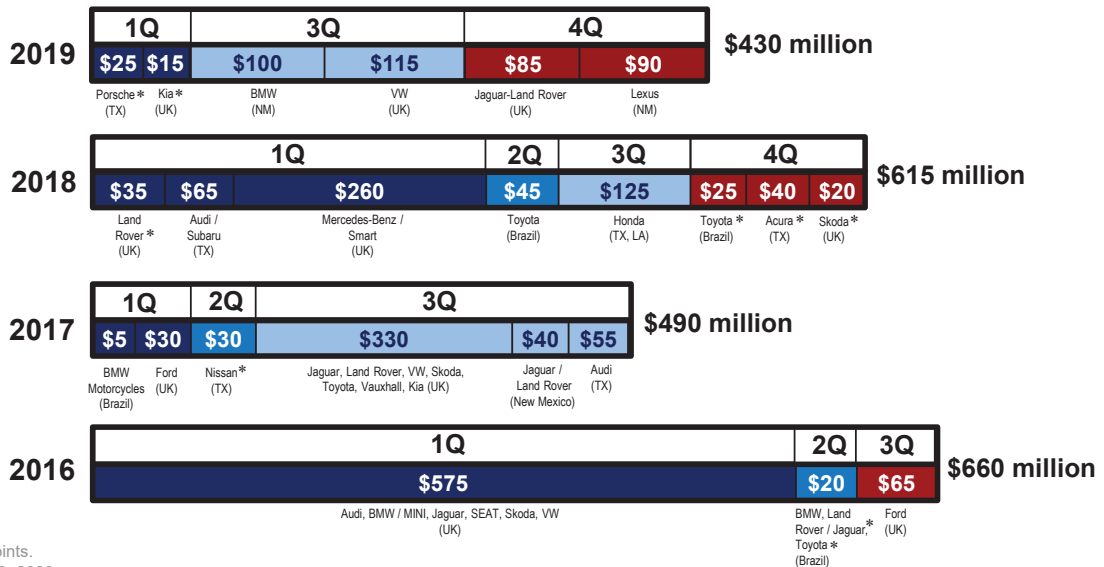 1Q 3Q 4Q
2019 $25 $15 $100 $115 $85 $90 $430 million
Porsche* Kia* BMW VW Jaguar-Land Rover Lexus
(TX) (UK) (NM) (UK) (UK) (NM)
1Q 2Q 3Q 4Q
2018 $35 $65 $260 $45 $125 $25 $40 $20 $615 million
Land Audi / Mercedes-Benz / Toyota Honda Toyota * Acura * Skoda*
Rover * Subaru Smart (Brazil) (TX, LA) (Brazil) (TX) (UK)
(UK) (TX) (UK)
1Q 2Q 3Q
2017 $5 $30 $30 $330 $40 $55 $490 million
BMW Ford Nissan* Jaguar, Land Rover, VW, Skoda, Jaguar / Audi
Motorcycles (UK) (TX) Toyota, Vauxhall, Kia (UK) Land Rover (TX)
(Brazil) (New Mexico)
1Q 2Q 3Q
2016 $575 $20 $65 $660 million
Audi, BMW / MINI, Jaguar, SEAT, Skoda, VW BMW, Land Ford
(UK) Rover / Jaguar,* (UK)
Toyota *
(Brazil)